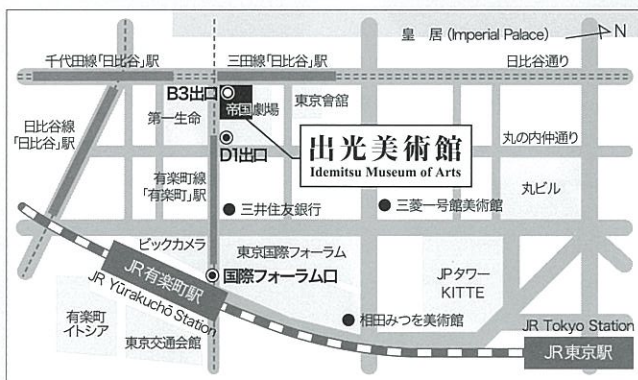 皇 居 (Imperial Palace)
N
千代田線「日比谷」駅
三田線「日比谷」駅
日比谷通り
B3出口
帝国劇場
東京會館
第一生命
日比谷線
「日比谷」駅
D1出口
出光美術館
Idemitsu Museum of Arts
丸の内仲通り
有楽町線
「有楽町」駅
丸ビル
三井住友銀行
三菱一号館美術館
ビックカメラ
東京国際フォーラム
国際フォーラム口
JPタワー
KITTE
JR有楽町駅
JR Yūrakuchō Station
有楽町
イトシア
東京交通会館
相田みつを美術館
JR Tokyo Station
JR東京駅